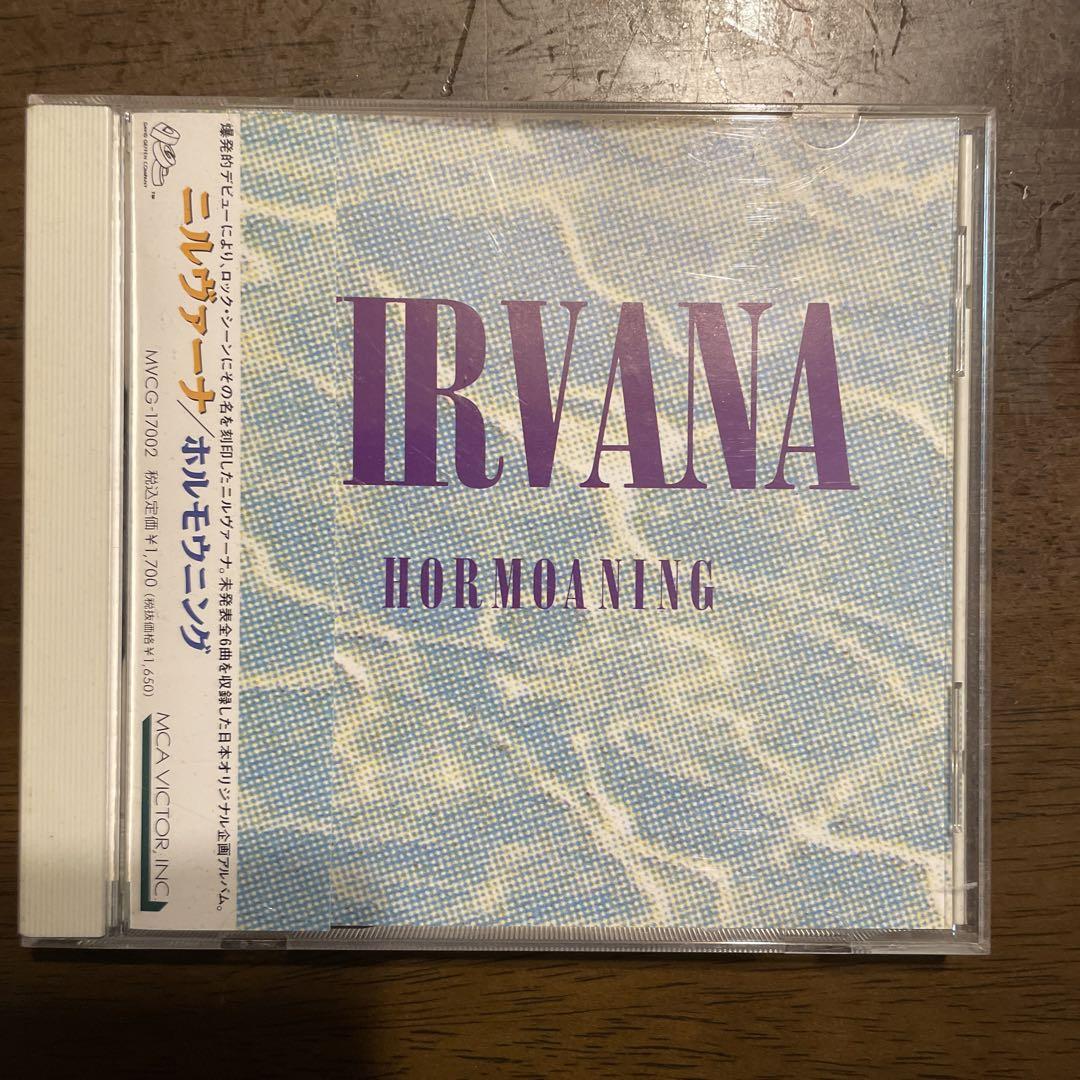 IRVANA
HORMOANING
爆発的デビューにより、ロック・シーンにその名を刻印したニルヴァーナ。未発表全6曲を収録した日本オリジナル企画アルバム。
ニルヴァーナ/ホルモウニング
DAVID GEFFEN COMPANY
TM
MVCG-17002 税込定価¥1,700(税抜価格¥1,650)
MCA VICTOR, INC.